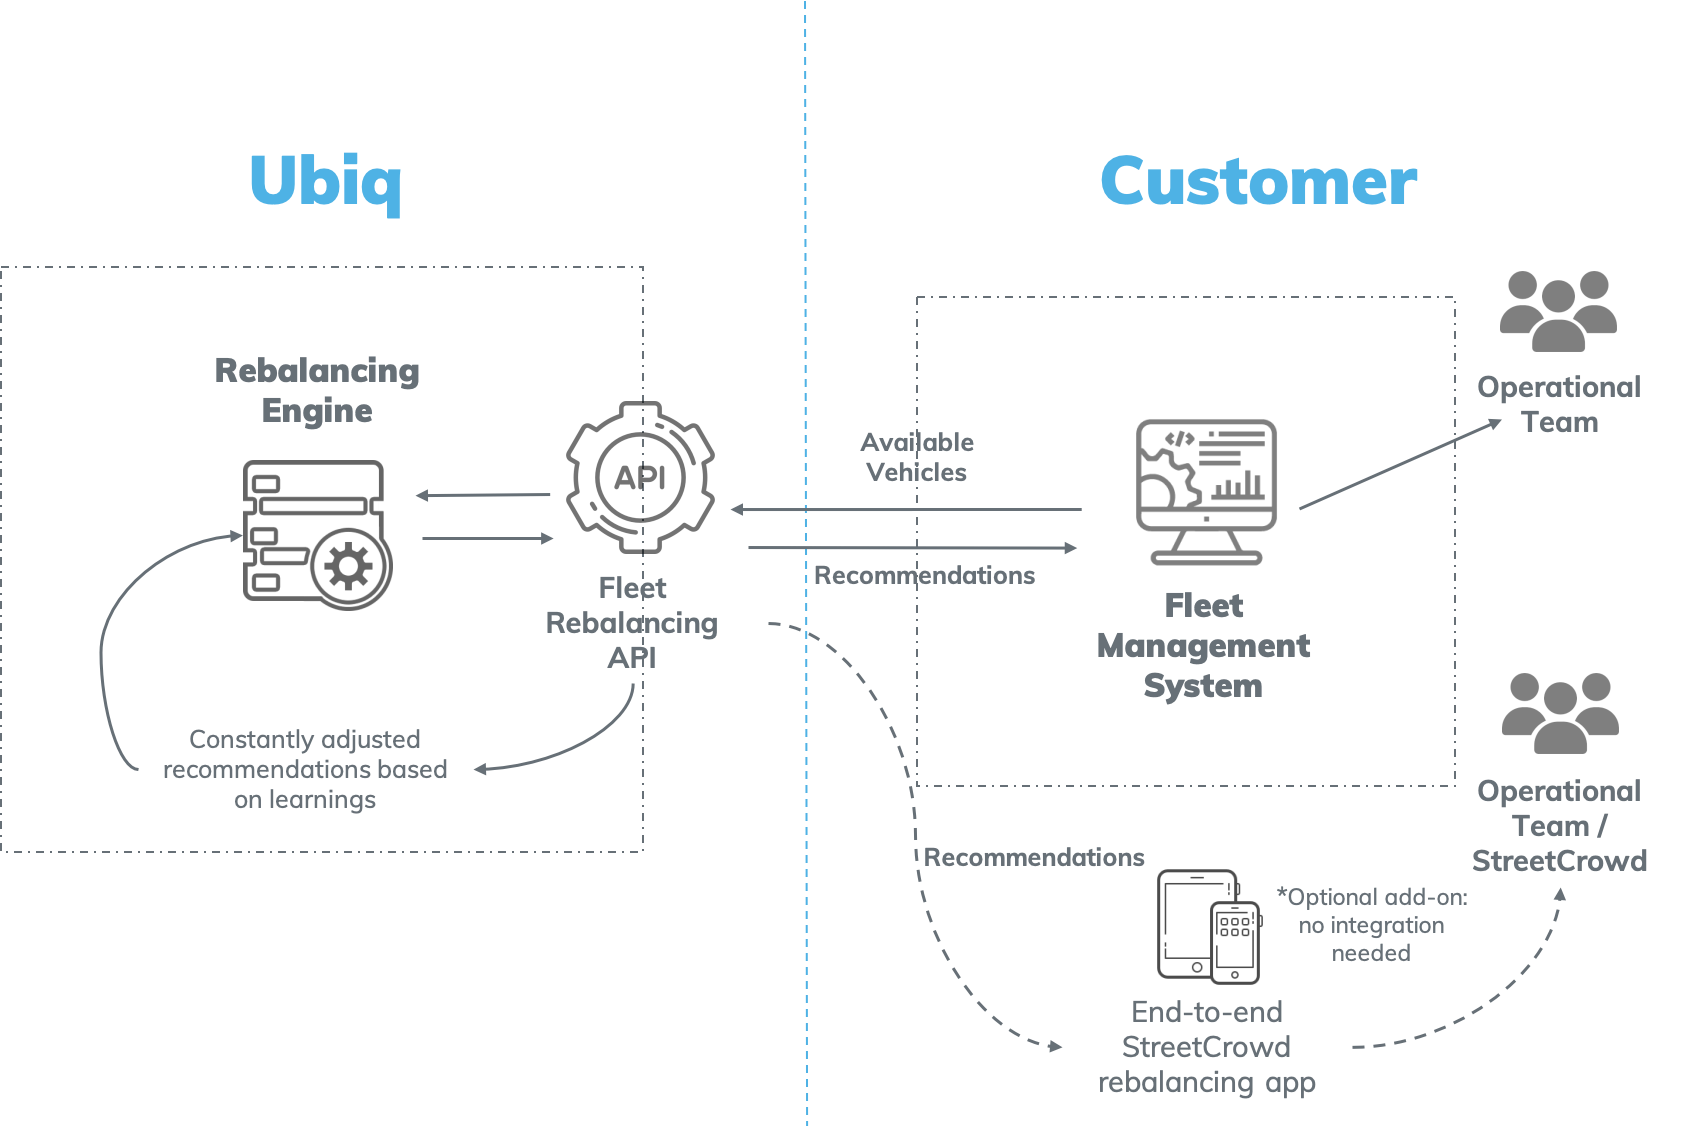 Ubiq
Customer
Rebalancing
Engine
API
Fleet
Rebalancing
API
Constantly adjusted
recommendations based
on learnings
Available
Vehicles
Recommendations
</>
Fleet
Management
System
Operational
Team
Recommendations
*Optional add-on:
no integration
needed
End-to-end
StreetCrowd
rebalancing app
Operational
Team /
StreetCrowd